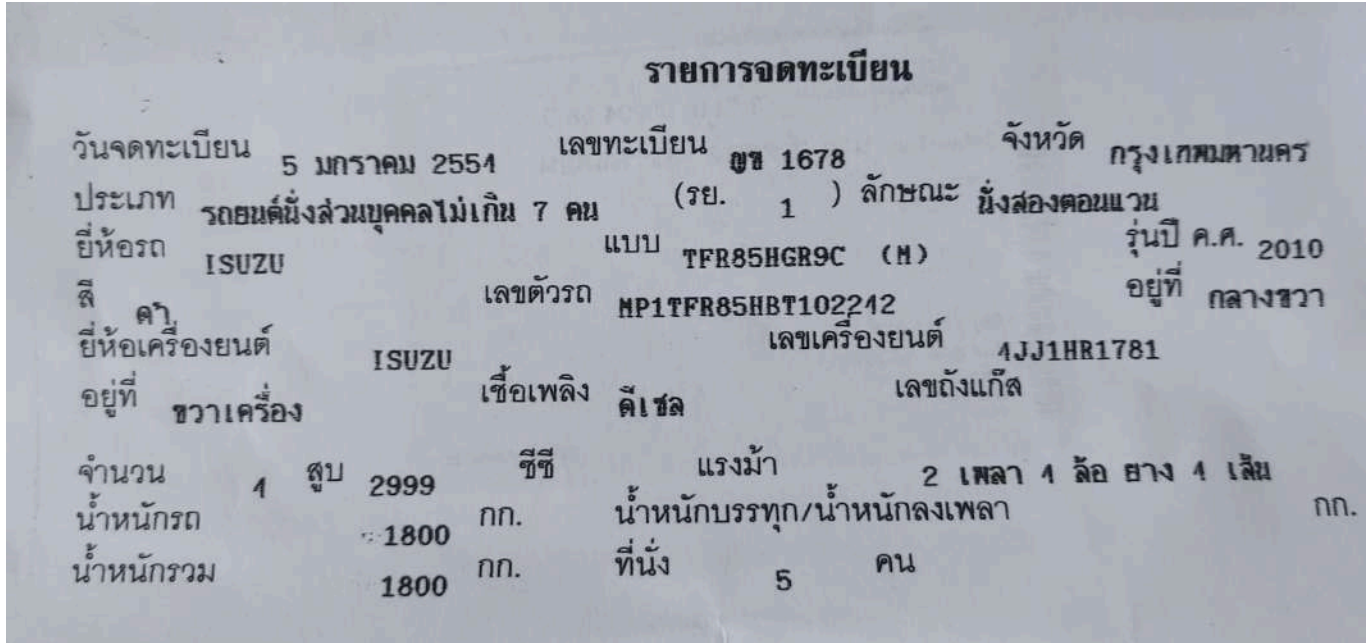 รายการจดทะเบียน
วันจดทะเบียน 5 มกราคม 2554 เลขทะเบียน 1678 จังหวัด กรุงเทพมหานคร
ประเภท รถยนต์นั่งส่วนบุคคลไม่เกิน 7 คน (รย. 1 ) ลักษณะ นั่งสองตอนแวน
ยี่ห้อรถ ISUZU แบบ TFR85HGR9C (M) รุ่นปี ค.ศ. 2010
สี ดำ เลขตัวรถ MP1TFR85HBT102242 อยู่ที่ กลางขวา
ยี่ห้อเครื่องยนต์ ISUZU เลขเครื่องยนต์ 4JJ1HR1781
อยู่ที่ ขวาเครื่อง เชื้อเพลิง ดีเซล เลขถังแก๊ส
จำนวน 4 สูบ 2999 ซีซี แรงม้า 2 เพลา 4 ล้อ ยาง 4 เส้น
น้ำหนักรถ 1800 กก. น้ำหนักบรรทุก/น้ำหนักลงเพลา กก.
น้ำหนักรวม 1800 กก. ที่นั่ง 5 คน